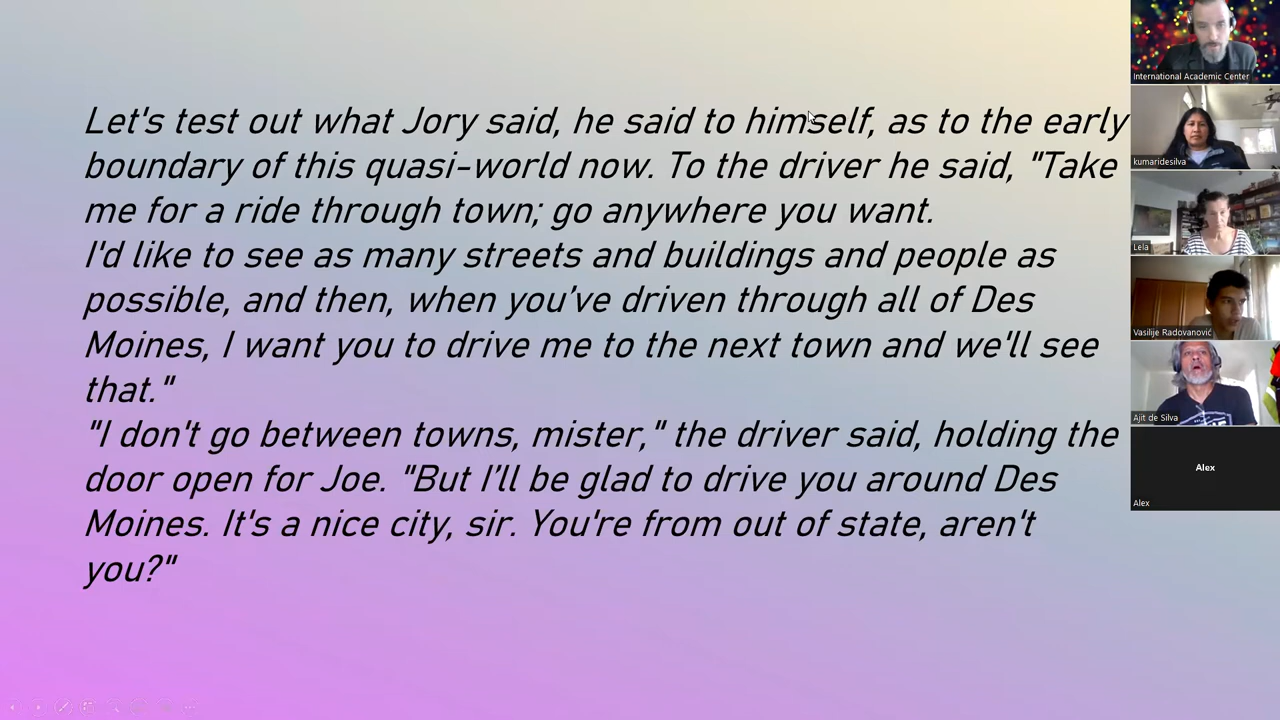 Let's test out what Jory said, he said to himself, as to the early
boundary of this quasi-world now. To the driver he said, "Take
me for a ride through town; go anywhere you want.
I'd like to see as many streets and buildings and people as
possible, and then, when you've driven through all of Des
Moines, I want you to drive me to the next town and we'll see
that."
"I don't go between towns, mister," the driver said, holding the
door open for Joe. "But I'll be glad to drive you around Des
Moines. It's a nice city, sir. You're from out of state, aren't
you?"
International Academic Center
kumaridesilva
Lela
Vasilije Radovanović
Ajit de Silva
Alex
Alex